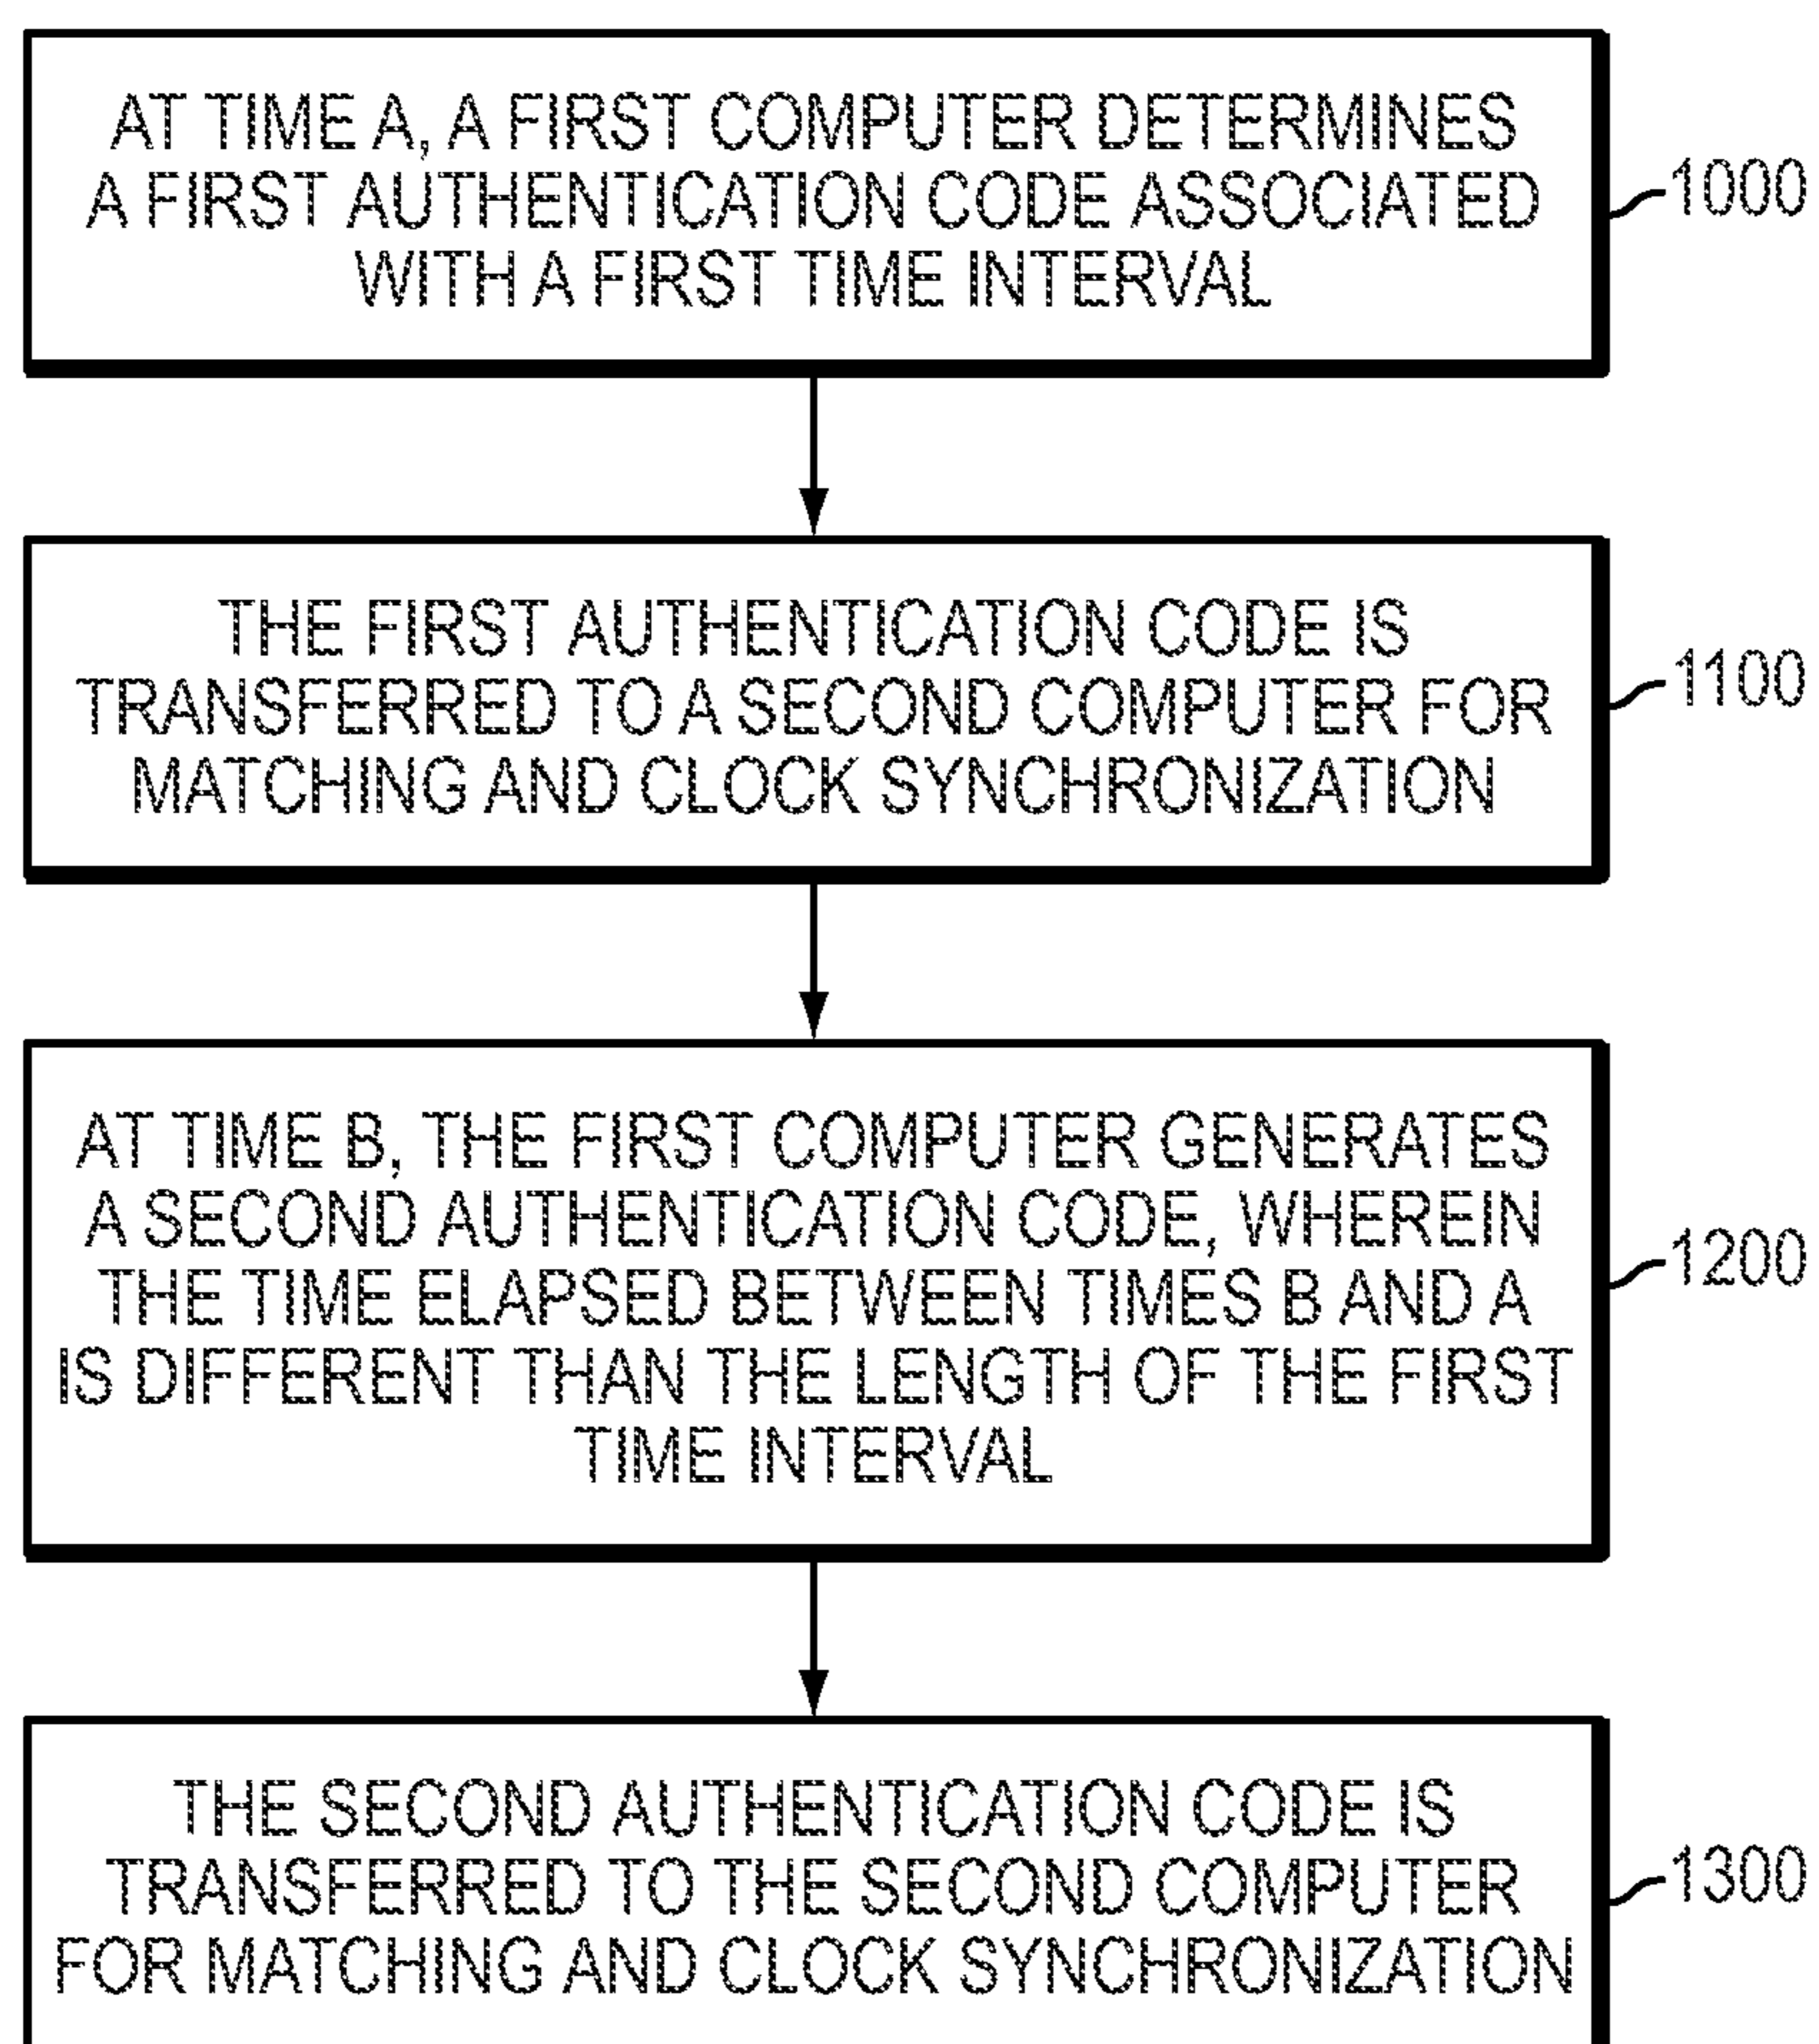 AT TIME A, A FIRST COMPUTER DETERMINES
A FIRST AUTHENTICATION CODE ASSOCIATED
WITH A FIRST TIME INTERVAL
1000
THE FIRST AUTHENTICATION CODE IS
TRANSFERRED TO A SECOND COMPUTER FOR
MATCHING AND CLOCK SYNCHRONIZATION
1100
AT TIME B, THE FIRST COMPUTER GENERATES
A SECOND AUTHENTICATION CODE, WHEREIN
THE TIME ELAPSED BETWEEN TIMES B AND A
IS DIFFERENT THAN THE LENGTH OF THE FIRST
TIME INTERVAL
1200
THE SECOND AUTHENTICATION CODE IS
TRANSFERRED TO THE SECOND COMPUTER
FOR MATCHING AND CLOCK SYNCHRONIZATION
1300